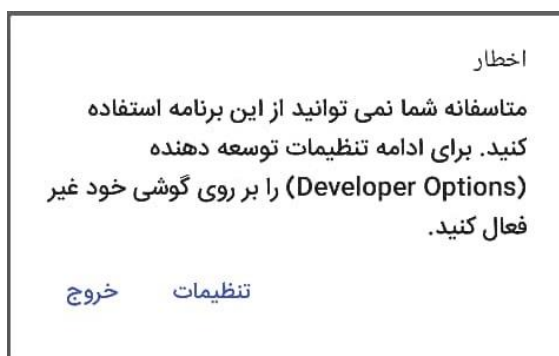 اخطار
متاسفانه شما نمی توانید از این برنامه استفاده
کنید. برای ادامه تنظیمات توسعه دهنده
(Developer Options) را بر روی گوشی خود غیر
فعال کنید.
تنظیمات خروج